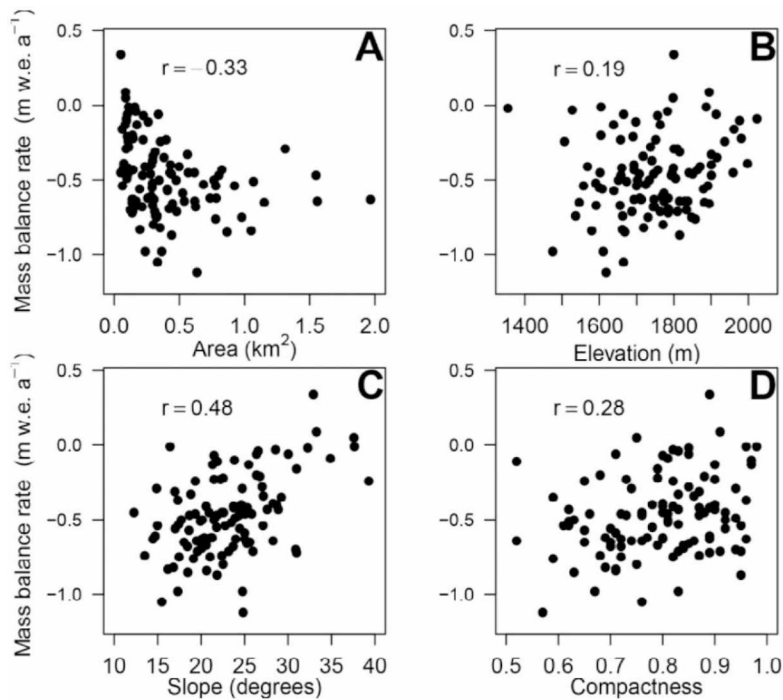 A
r = −0.33
Mass balance rate (m w.e. a⁻¹)
0.5
0.0
−0.5
−1.0
0.0 0.5 1.0 1.5 2.0
Area (km²)
B
r = 0.19
0.5
0.0
−0.5
−1.0
1400 1600 1800 2000
Elevation (m)
C
r = 0.48
Mass balance rate (m w.e. a⁻¹)
0.5
0.0
−0.5
−1.0
10 15 20 25 30 35 40
Slope (degrees)
D
r = 0.28
0.5
0.0
−0.5
−1.0
0.5 0.6 0.7 0.8 0.9 1.0
Compactness